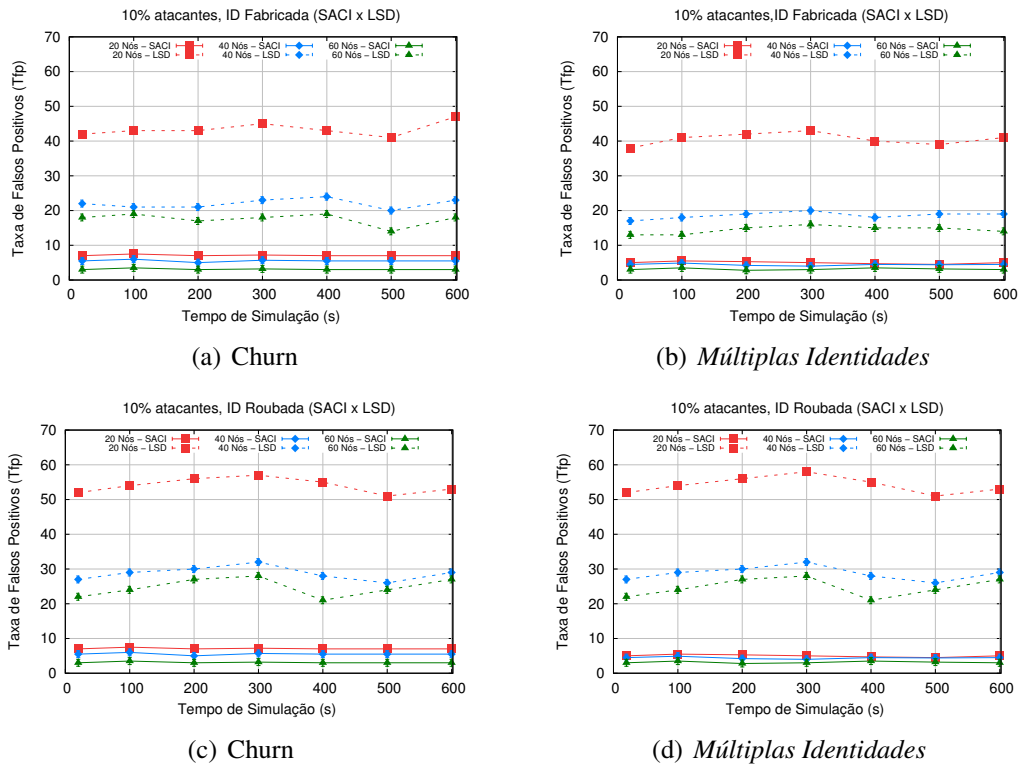 10% atacantes, ID Fabricada (SACI x LSD)
Taxa de Falsos Positivos (Tfp)
70
60
50
40
30
20
10
0
20 Nós – SACI
20 Nós – LSD
40 Nós – SACI
40 Nós – LSD
60 Nós – SACI
60 Nós – LSD
0 100 200 300 400 500 600
Tempo de Simulação (s)
(a) Churn
10% atacantes,ID Fabricada (SACI x LSD)
Taxa de Falsos Positivos (Tfp)
70
60
50
40
30
20
10
0
20 Nós – SACI
20 Nós – LSD
40 Nós – SACI
40 Nós – LSD
60 Nós – SACI
60 Nós – LSD
0 100 200 300 400 500 600
Tempo de Simulação (s)
(b) Múltiplas Identidades
10% atacantes, ID Roubada (SACI x LSD)
Taxa de Falsos Positivos (Tfp)
70
60
50
40
30
20
10
0
20 Nós – SACI
20 Nós – LSD
40 Nós – SACI
40 Nós – LSD
60 Nós – SACI
60 Nós – LSD
0 100 200 300 400 500 600
Tempo de Simulação (s)
(c) Churn
10% atacantes, ID Roubada (SACI x LSD)
Taxa de Falsos Positivos (Tfp)
70
60
50
40
30
20
10
0
20 Nós – SACI
20 Nós – LSD
40 Nós – SACI
40 Nós – LSD
60 Nós – SACI
60 Nós – LSD
0 100 200 300 400 500 600
Tempo de Simulação (s)
(d) Múltiplas Identidades